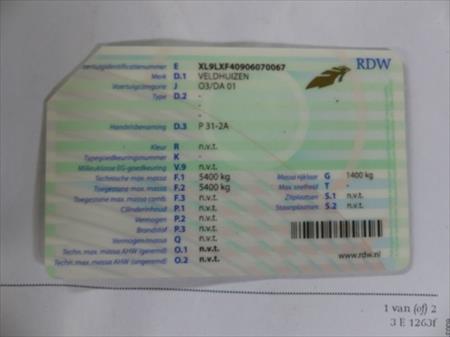 voertuigidentificatienummer E XL9LXF40906070067
Merk D.1 VELDHUIZEN
Voertuigcategorie J O3/DA 01
Type D.2 -
-
-
Handelsbenaming D.3 P 31-2A
Kleur R n.v.t.
Typegoedkeuringsnummer K -
Milieuklasse EG-goedkeuring V.9 n.v.t.
Technische max. massa F.1 5400 kg
Toegestane max. massa F.2 5400 kg
Toegestane max. massa comb. F.3 n.v.t.
Cilinderinhoud P.1 n.v.t.
Vermogen P.2 n.v.t.
Brandstof P.3 n.v.t.
Vermogen/massa Q n.v.t.
Techn. max. massa AHW (geremd) O.1 n.v.t.
Techn. max. massa AHW (ongeremd) O.2 n.v.t.
RDW
Massa rijklaar G 1400 kg
Max. snelheid T -
Zitplaatsen S.1 n.v.t.
Staanplaatsen S.2 n.v.t.
www.rdw.nl
1 van (of) 2
3 E 1263f